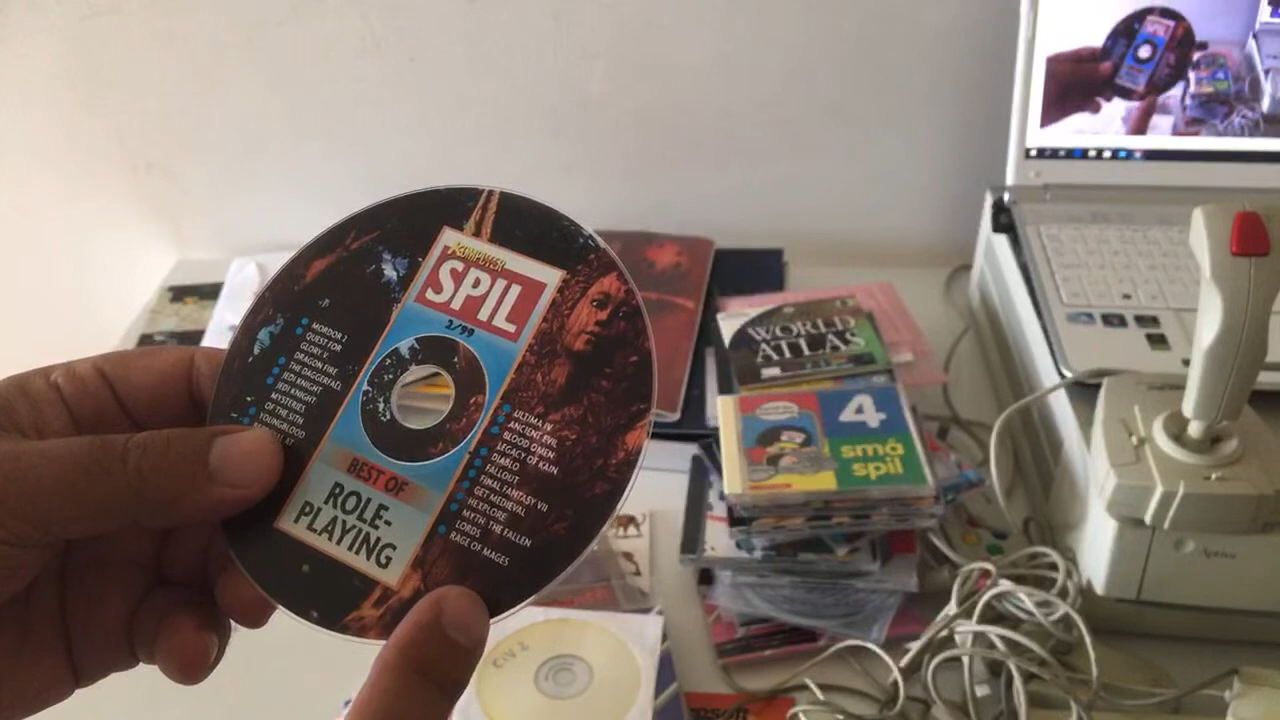 KOMPUTER
SPIL
2/99
MORDOR 2
QUEST FOR
GLORY V
DRAGON FIRE
THE DAGGERFALL
JEDI KNIGHT
JEDI KNIGHT
MYSTERIES
OF THE SITH
YOUNGBLOOD
ULTIMA IV
ANCIENT EVIL
BLOOD OMEN:
LEGACY OF KAIN
DIABLO
FALLOUT
FINAL FANTASY VII
GET MEDIEVAL
HEXPLORE
MYTH: THE FALLEN
LORDS
RAGE OF MAGES
BEST OF
ROLE-
PLAYING
WORLD
ATLAS
4
små
spil
Aptiva